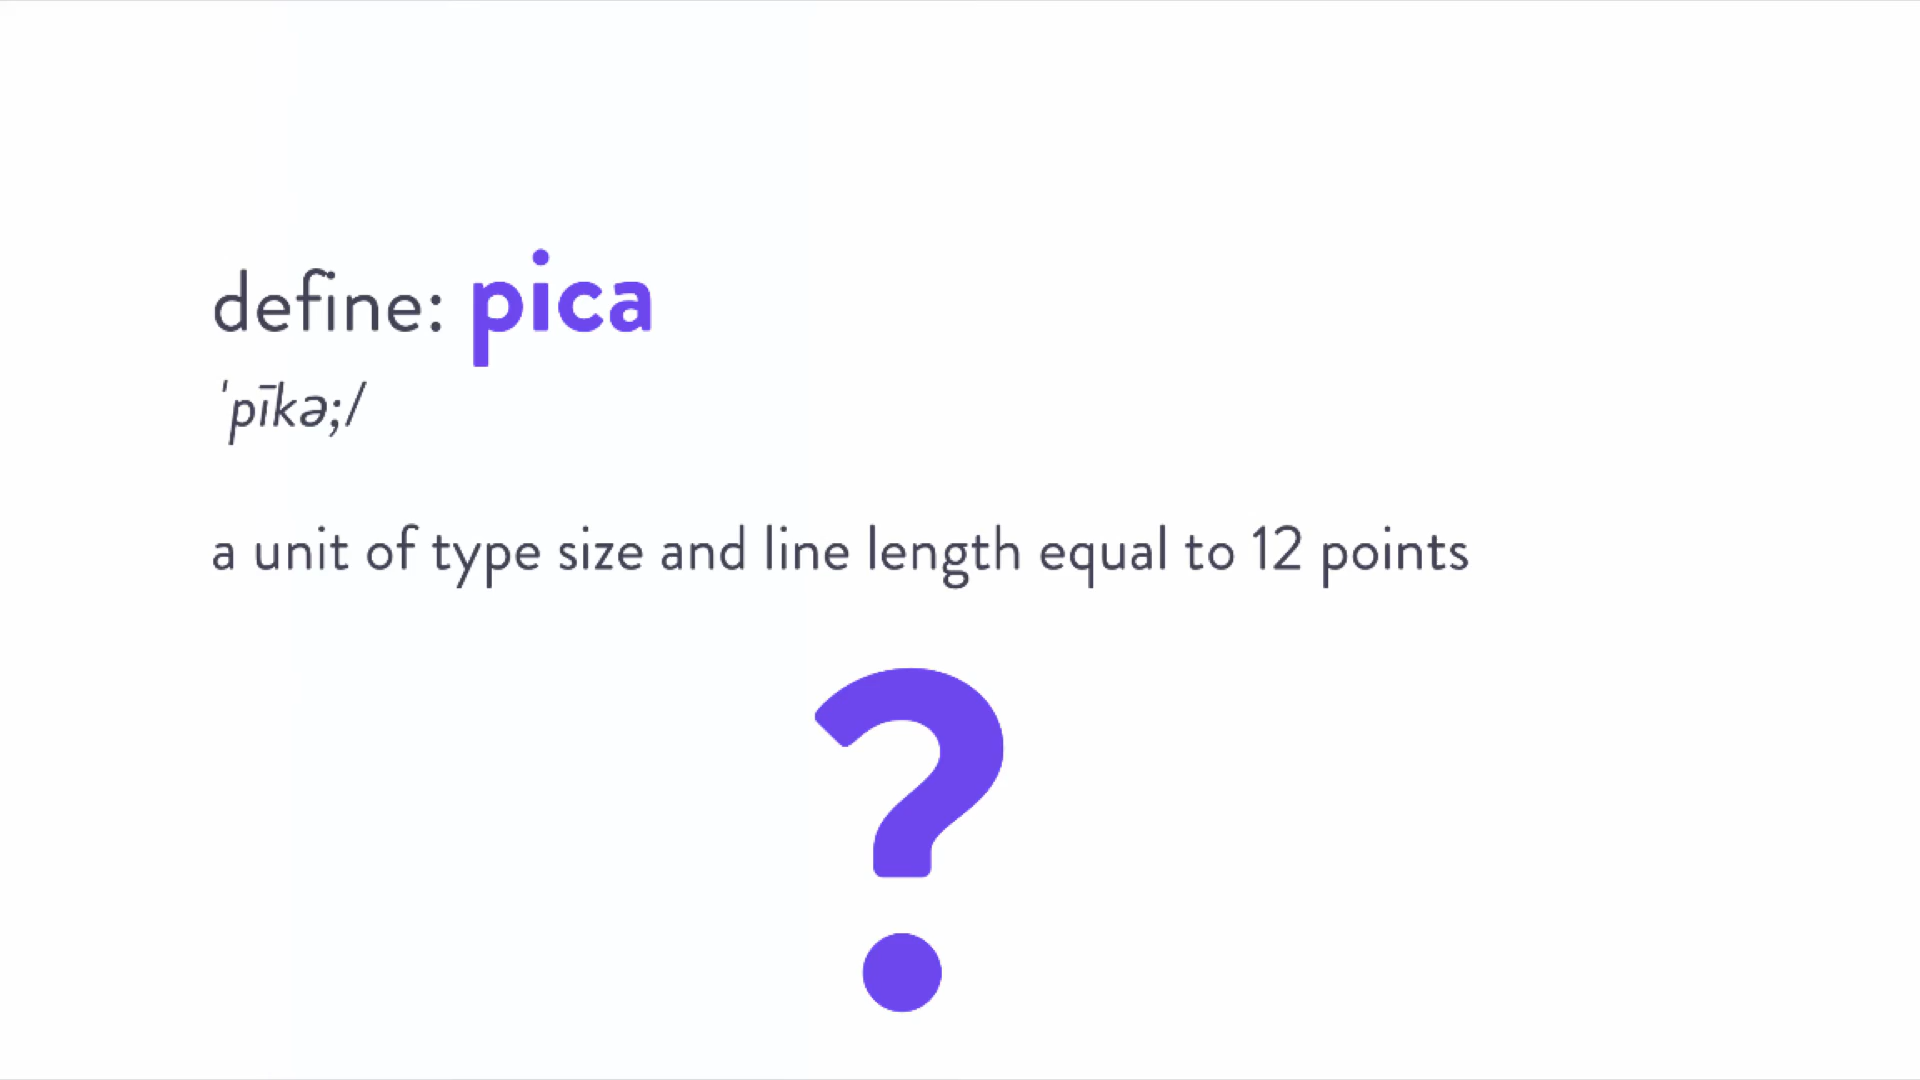 define: pica
ˈpīkə;/
a unit of type size and line length equal to 12 points
?